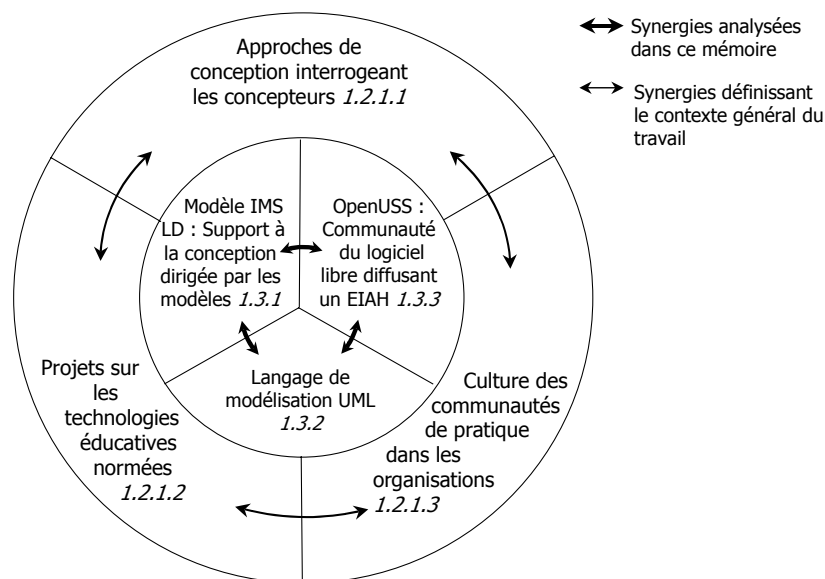 Approches de
conception interrogeant
les concepteurs 1.2.1.1
Synergies analysées
dans ce mémoire
Synergies définissant
le contexte général du
travail
Modèle IMS
LD : Support à
la conception
dirigée par les
modèles 1.3.1
OpenUSS :
Communauté
du logiciel
libre diffusant
un EIAH 1.3.3
Langage de
modélisation UML
1.3.2
Projets sur
les
technologies
éducatives
normées
1.2.1.2
Culture des
communautés
de pratique
dans les
organisations
1.2.1.3